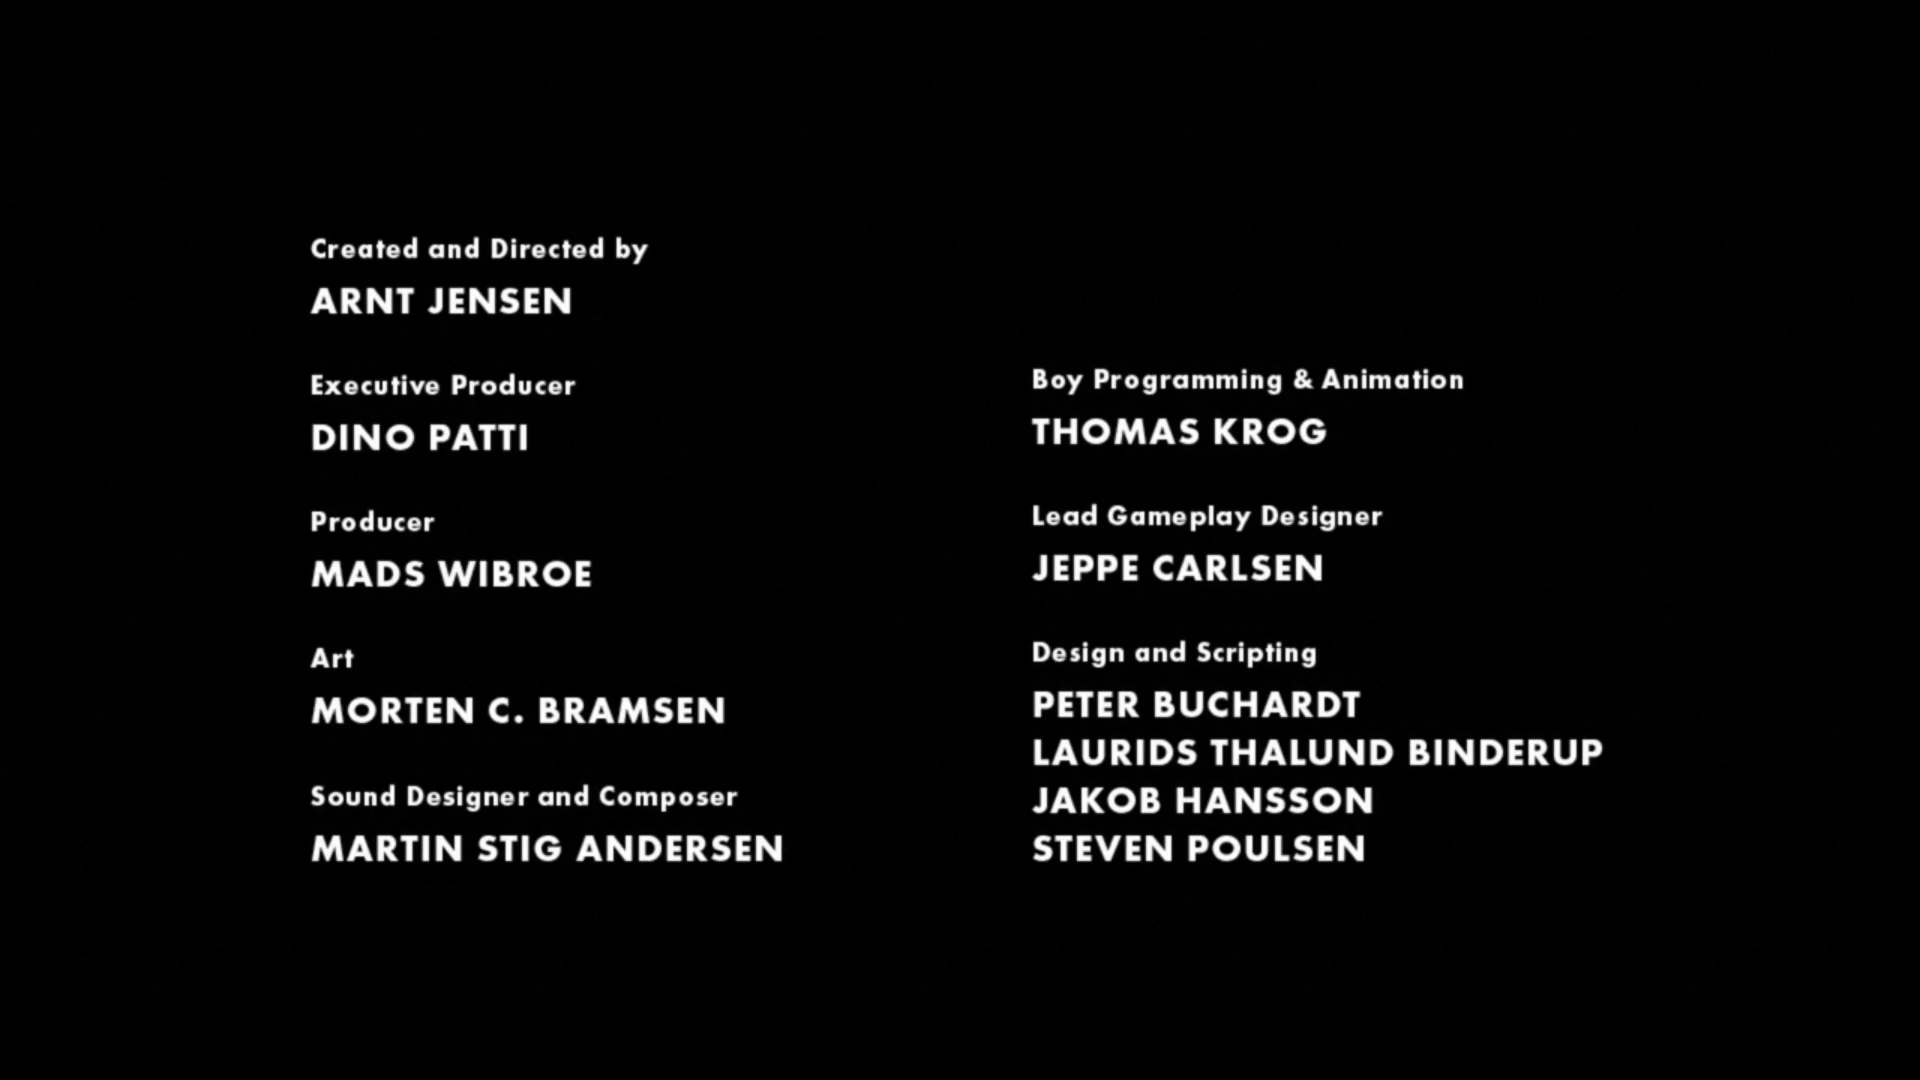 Created and Directed by
ARNT JENSEN
Executive Producer
DINO PATTI
Producer
MADS WIBROE
Art
MORTEN C. BRAMSEN
Sound Designer and Composer
MARTIN STIG ANDERSEN
Boy Programming & Animation
THOMAS KROG
Lead Gameplay Designer
JEPPE CARLSEN
Design and Scripting
PETER BUCHARDT
LAURIDS THALUND BINDERUP
JAKOB HANSSON
STEVEN POULSEN